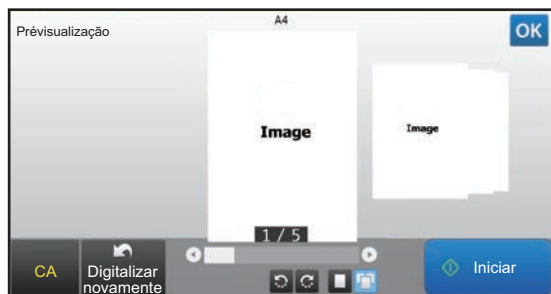 A4
Prévisualização
OK
Image
Image
1 / 5
CA
Digitalizar
novamente
Iniciar